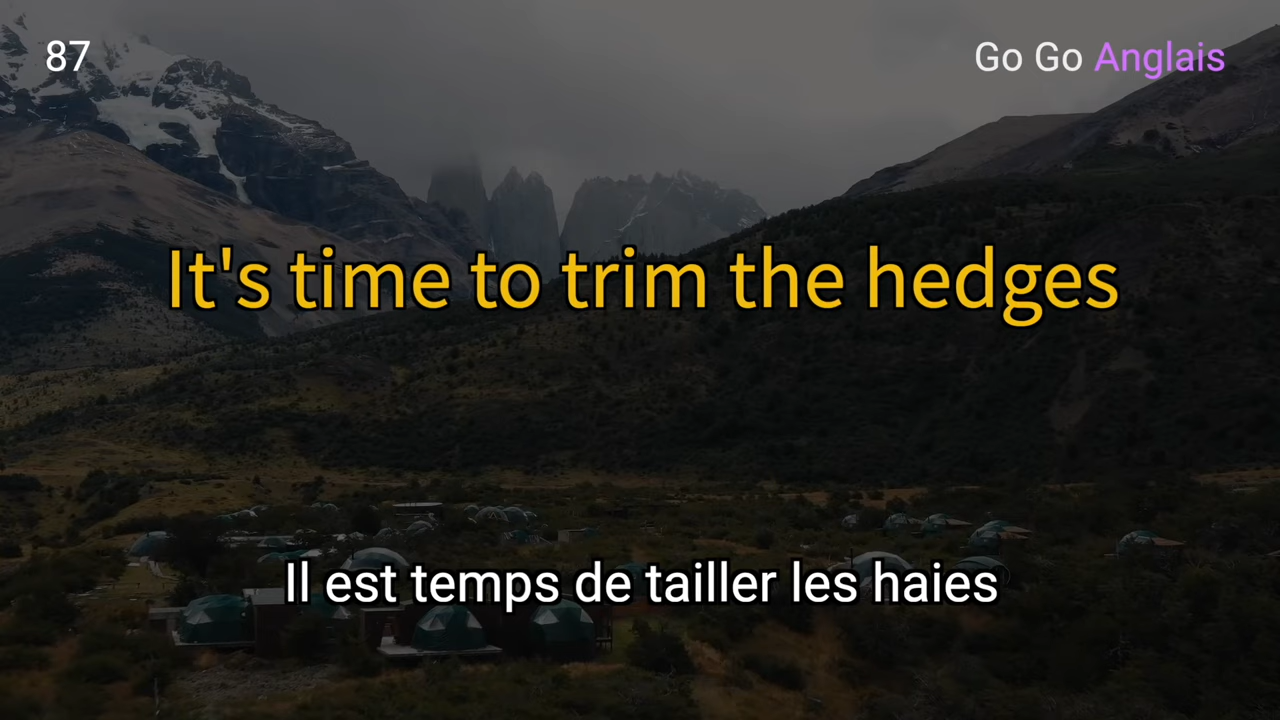 87
Go Go Anglais
It's time to trim the hedges
Il est temps de tailler les haies